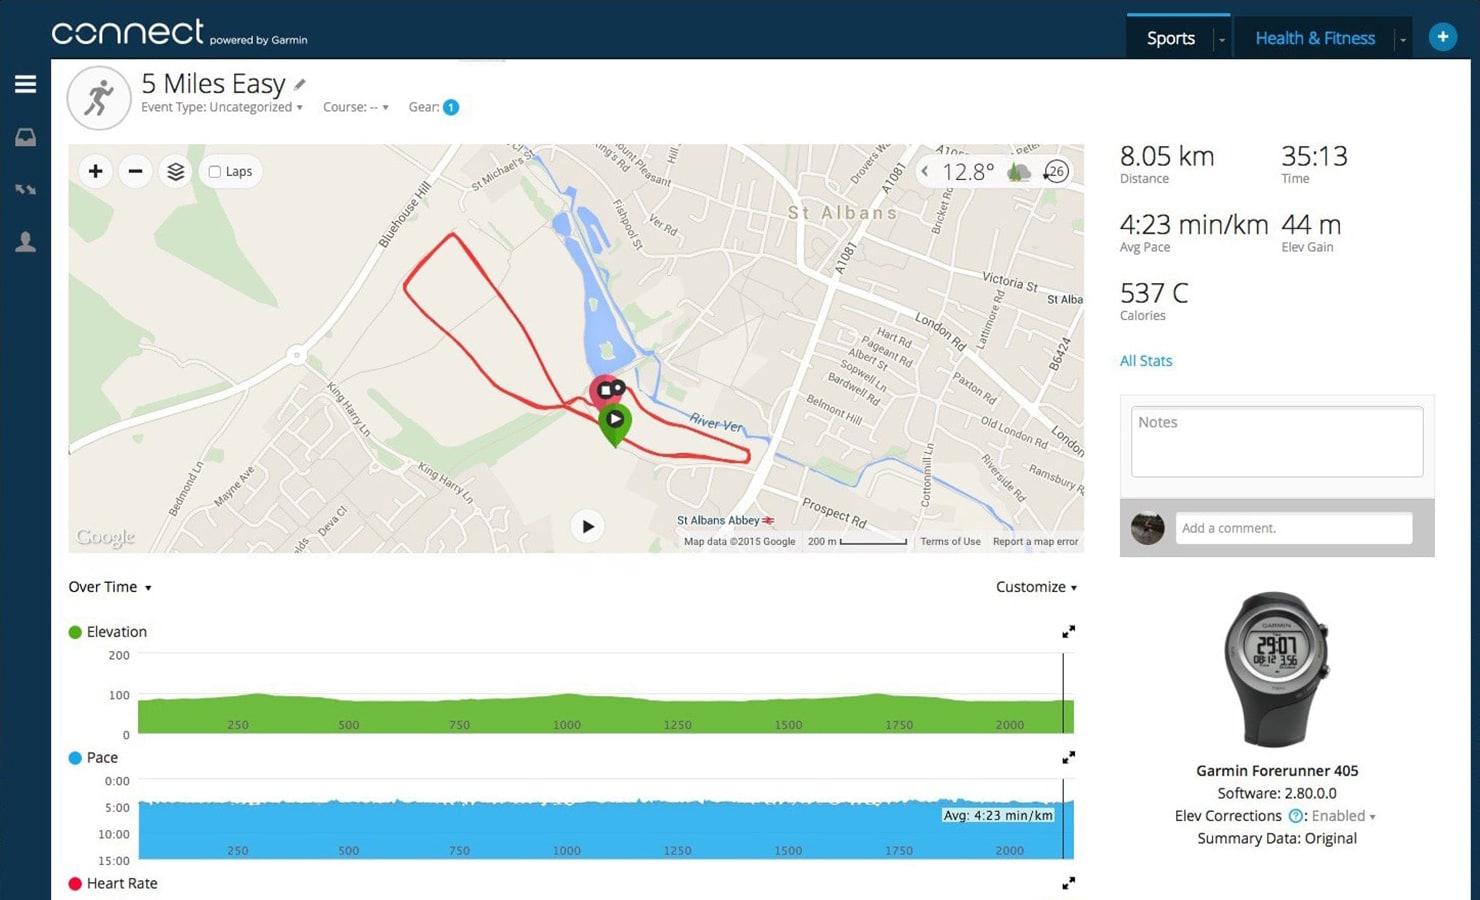 connect powered by Garmin
Sports
Health & Fitness
5 Miles Easy
Event Type: Uncategorized
Course: --
Gear: 1
Laps
12.8°
26
St Michael's St
Mount Pleasant
King's Rd
Hill
Drovers Way
A1081
Bricket Rd
Bluehouse Hill
Fishpool St
Ver Rd
St Albans
A1081
Victoria St
St Alba
Lattimore Rd
London Rd
B6424
Hart Rd
Pageant Rd
Albert St
Sopwell Ln
Bardwell Rd
Paxton Rd
Belmont Hill
Old London Rd
London
River Ver
King Harry Ln
King Harry Ln
Bedmond Ln
Mayne Ave
Deva Cl
Cottonmill Ln
Riverside Rd
Ramsbury R
Prospect Rd
St Albans Abbey
Google
Map data ©2015 Google
200 m
Terms of Use
Report a map error
8.05 km
Distance
35:13
Time
4:23 min/km
Avg Pace
44 m
Elev Gain
537 C
Calories
All Stats
Notes
Add a comment.
Over Time
Customize
Elevation
200
100
0
250 500 750 1000 1250 1500 1750 2000
Pace
0:00
5:00
10:00
15:00
Avg: 4:23 min/km
250 500 750 1000 1250 1500 1750 2000
Heart Rate
GARMIN
29:07
08:12 3.56
Garmin Forerunner 405
Software: 2.80.0.0
Elev Corrections ?: Enabled
Summary Data: Original